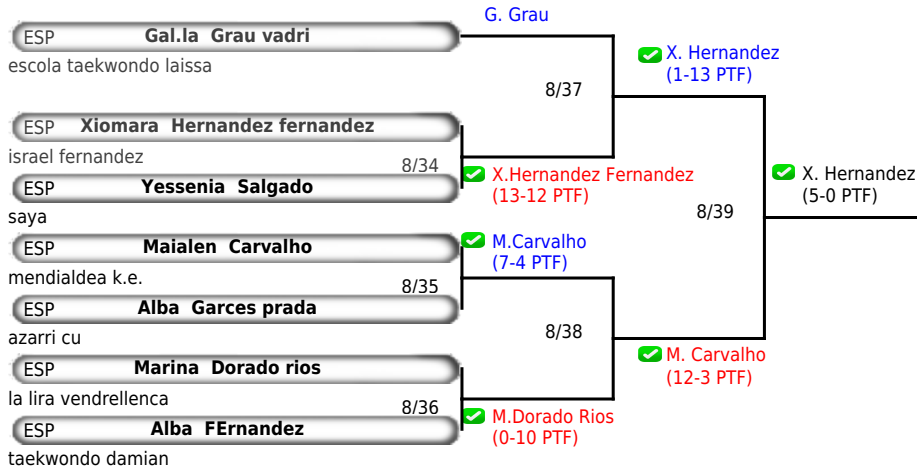 G. Grau
ESP Gal.la Grau vadri
escola taekwondo laissa
X. Hernandez
(1-13 PTF)
8/37
ESP Xiomara Hernandez fernandez
israel fernandez
8/34
X.Hernandez Fernandez
(13-12 PTF)
ESP Yessenia Salgado
saya
X. Hernandez
(5-0 PTF)
8/39
ESP Maialen Carvalho
mendialdea k.e.
M.Carvalho
(7-4 PTF)
8/35
ESP Alba Garces prada
azarri cu
8/38
M. Carvalho
(12-3 PTF)
ESP Marina Dorado rios
la lira vendrellenca
8/36
M.Dorado Rios
(0-10 PTF)
ESP Alba FErnandez
taekwondo damian